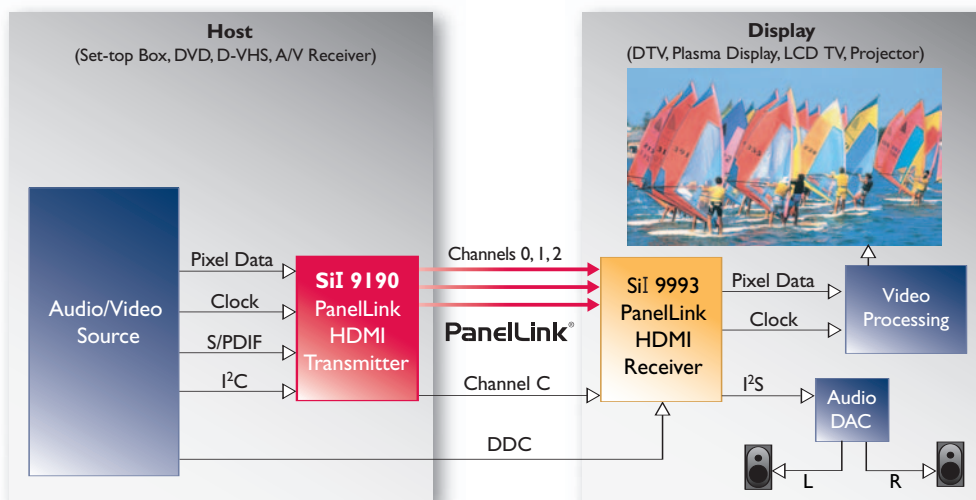 Host
(Set-top Box, DVD, D-VHS, A/V Receiver)
Display
(DTV, Plasma Display, LCD TV, Projector)
Audio/Video
Source
Pixel Data
Clock
S/PDIF
I²C
SiI 9190
PanelLink
HDMI
Transmitter
Channels 0, 1, 2
PanelLink®
Channel C
DDC
SiI 9993
PanelLink
HDMI
Receiver
Pixel Data
Clock
I²S
Video
Processing
Audio
DAC
L
R